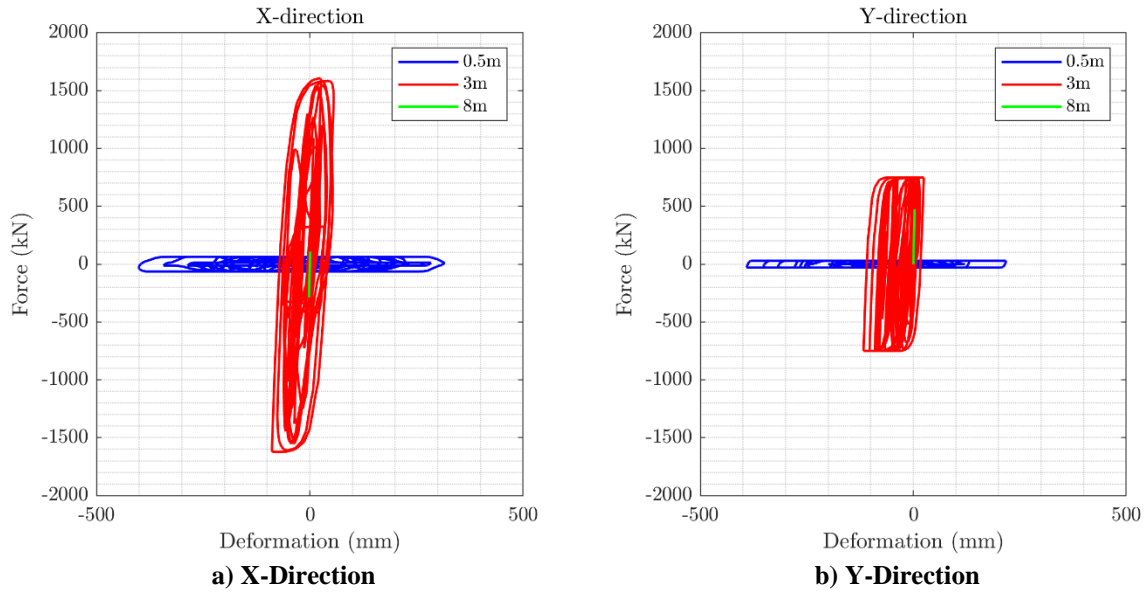 X-direction
2000
1500
1000
500
0
-500
-1000
-1500
-2000
Force (kN)
0.5m
3m
8m
-500
0
500
Deformation (mm)
a) X-Direction
Y-direction
2000
1500
1000
500
0
-500
-1000
-1500
-2000
Force (kN)
0.5m
3m
8m
-500
0
500
Deformation (mm)
b) Y-Direction